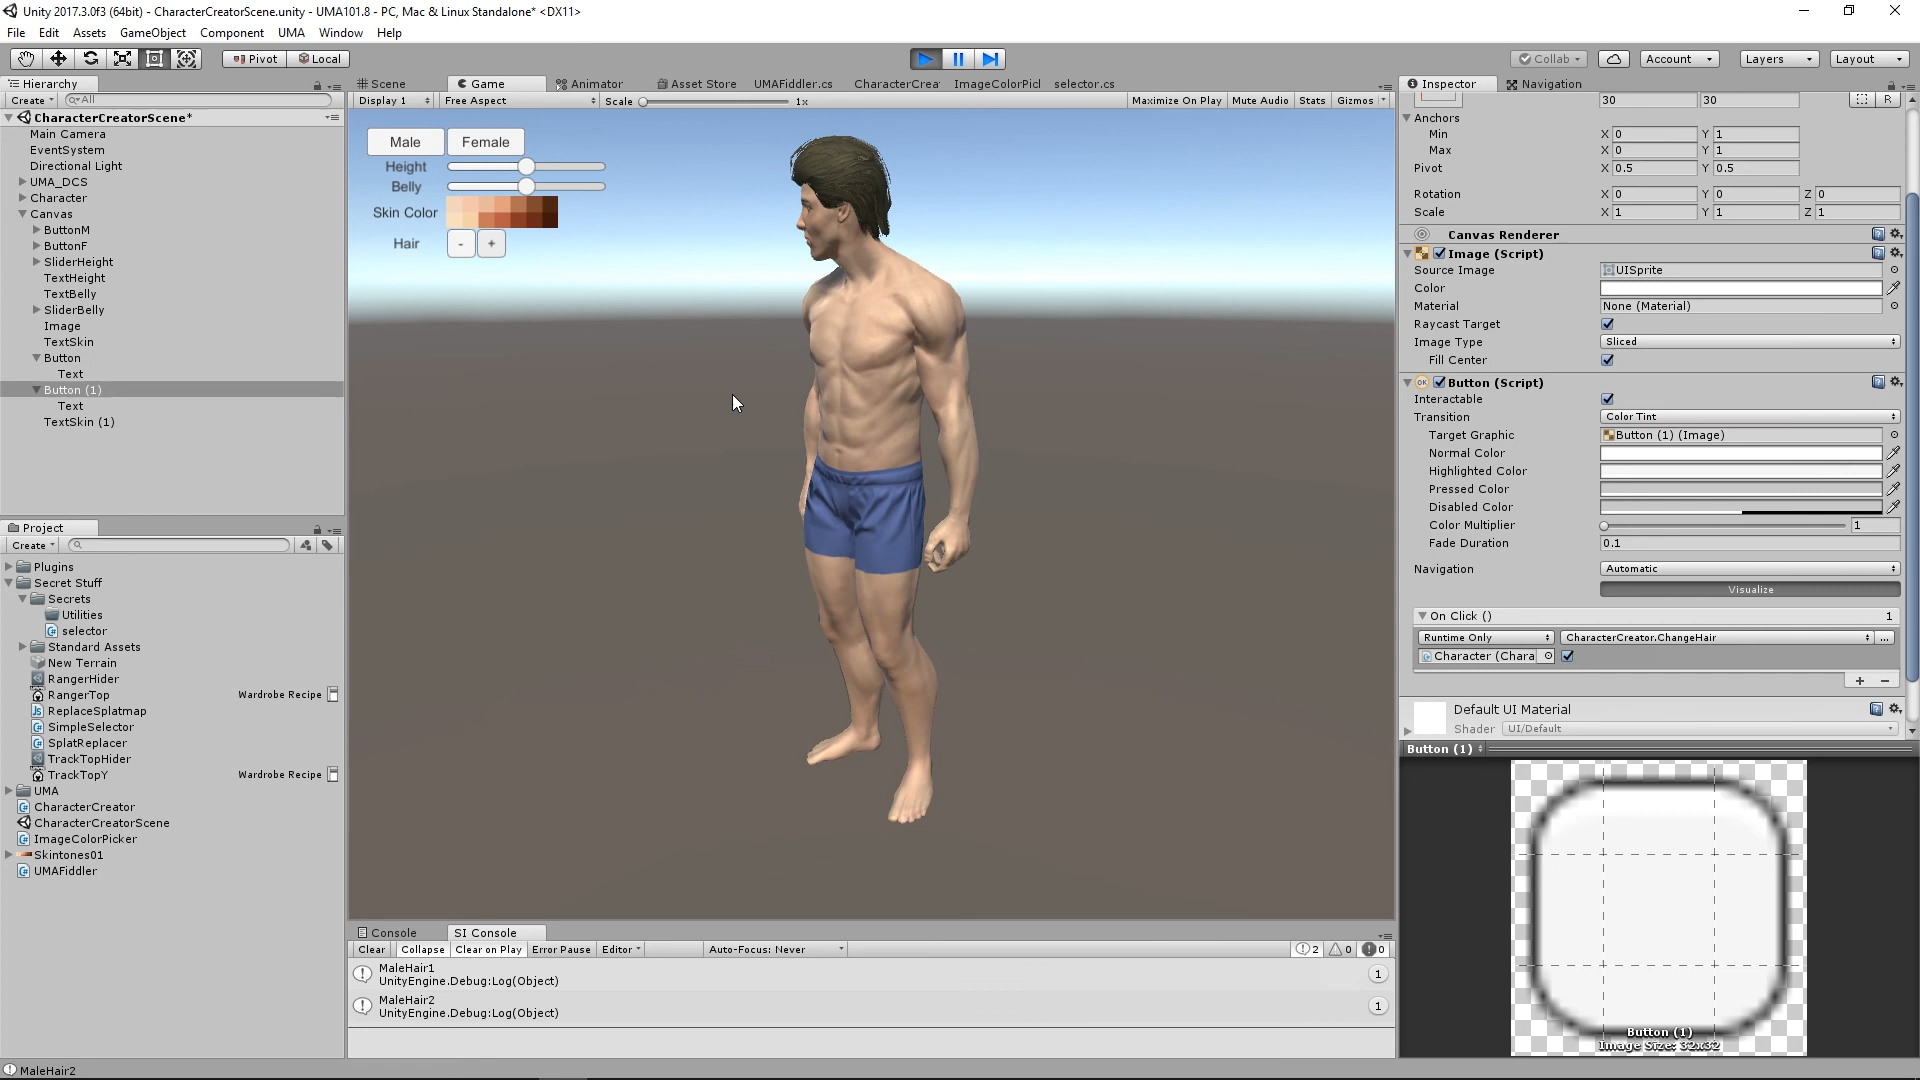 Unity 2017.3.0f3 (64bit) - CharacterCreatorScene.unity - UMA101.8 - PC, Mac & Linux Standalone* <DX11>
File Edit Assets GameObject Component UMA Window Help
Pivot Local Collab Account Layers Layout
Hierarchy
Create All
CharacterCreatorScene*
Main Camera
EventSystem
Directional Light
UMA_DCS
Character
Canvas
ButtonM
ButtonF
SliderHeight
TextHeight
TextBelly
SliderBelly
Image
TextSkin
Button
Text
Button (1)
Text
TextSkin (1)
Project
Create
Plugins
Secret Stuff
Secrets
Utilities
selector
Standard Assets
New Terrain
RangerHider
RangerTop Wardrobe Recipe
ReplaceSplatmap
SimpleSelector
SplatReplacer
TrackTopHider
TrackTopY Wardrobe Recipe
UMA
CharacterCreator
CharacterCreatorScene
ImageColorPicker
Skintones01
UMAFiddler
MaleHair2
Scene Game Animator Asset Store UMAFiddler.cs CharacterCrea ImageColorPicl selector.cs
Display 1 Free Aspect Scale 1x Maximize On Play Mute Audio Stats Gizmos
Male Female
Height
Belly
Skin Color
Hair - +
Console SI Console
Clear Collapse Clear on Play Error Pause Editor Auto-Focus: Never 2 0 0
MaleHair1
UnityEngine.Debug:Log(Object) 1
MaleHair2
UnityEngine.Debug:Log(Object) 1
Inspector Navigation
30 30 R
Anchors
Min X 0 Y 1
Max X 0 Y 1
Pivot X 0.5 Y 0.5
Rotation X 0 Y 0 Z 0
Scale X 1 Y 1 Z 1
Canvas Renderer
Image (Script)
Source Image UISprite
Color
Material None (Material)
Raycast Target
Image Type Sliced
Fill Center
OK Button (Script)
Interactable
Transition Color Tint
Target Graphic Button (1) (Image)
Normal Color
Highlighted Color
Pressed Color
Disabled Color
Color Multiplier 1
Fade Duration 0.1
Navigation Automatic
Visualize
On Click () 1
Runtime Only CharacterCreator.ChangeHair ...
Character (Chara
+ -
Default UI Material
Shader UI/Default
Button (1)
Button (1)
Image Size: 32x32